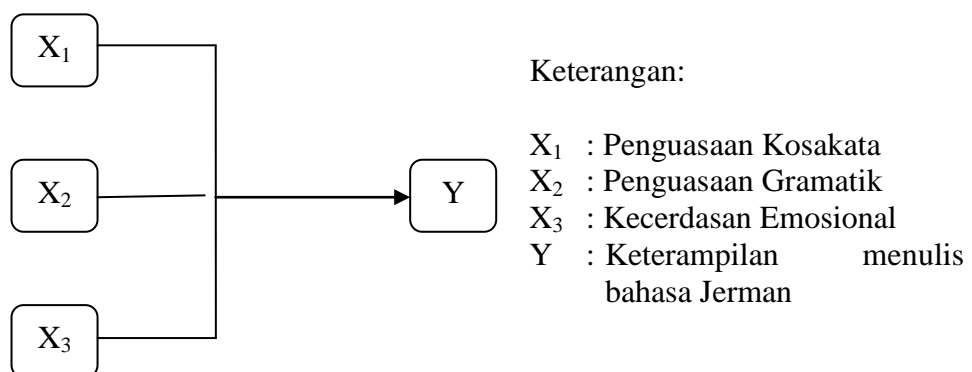 X₁
X₂
X₃
Y
Keterangan:
X₁ : Penguasaan Kosakata
X₂ : Penguasaan Gramatik
X₃ : Kecerdasan Emosional
Y : Keterampilan menulis
bahasa Jerman